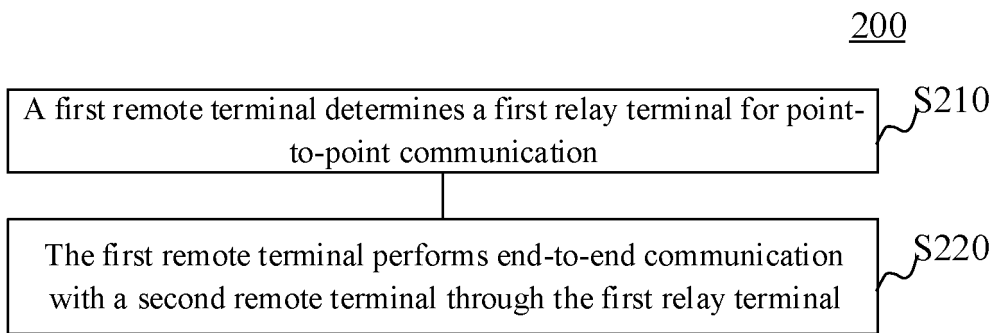 200
A first remote terminal determines a first relay terminal for point-
to-point communication
S210
The first remote terminal performs end-to-end communication
with a second remote terminal through the first relay terminal
S220